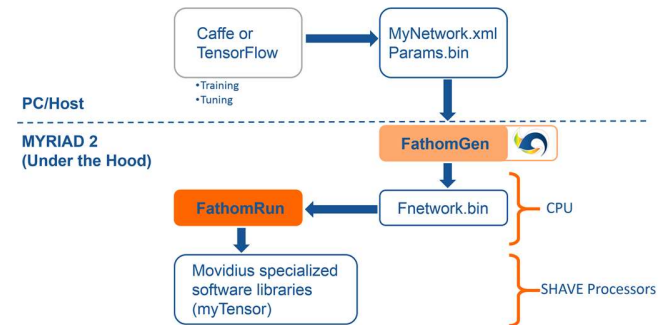 Caffe or
TensorFlow
MyNetwork.xml
Params.bin
•Training
•Tuning
PC/Host
MYRIAD 2
(Under the Hood)
FathomGen
FathomRun
Fnetwork.bin
CPU
Movidius specialized
software libraries
(myTensor)
SHAVE Processors